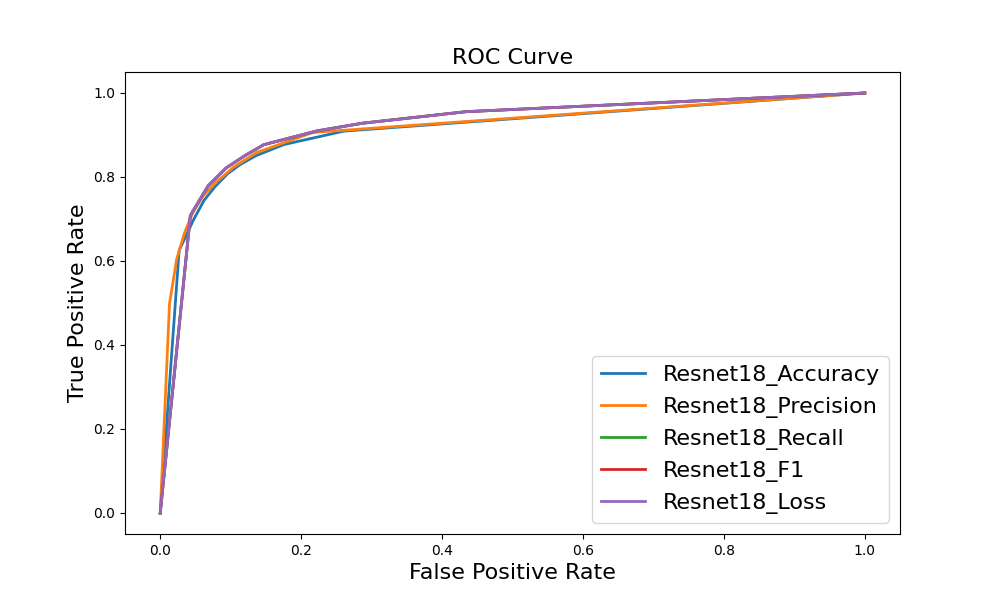 ROC Curve
True Positive Rate
1.0
0.8
0.6
0.4
0.2
0.0
Resnet18_Accuracy
Resnet18_Precision
Resnet18_Recall
Resnet18_F1
Resnet18_Loss
0.0 0.2 0.4 0.6 0.8 1.0
False Positive Rate